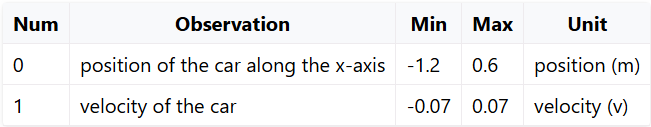 Num Observation Min Max Unit
0 position of the car along the x-axis -1.2 0.6 position (m)
1 velocity of the car -0.07 0.07 velocity (v)